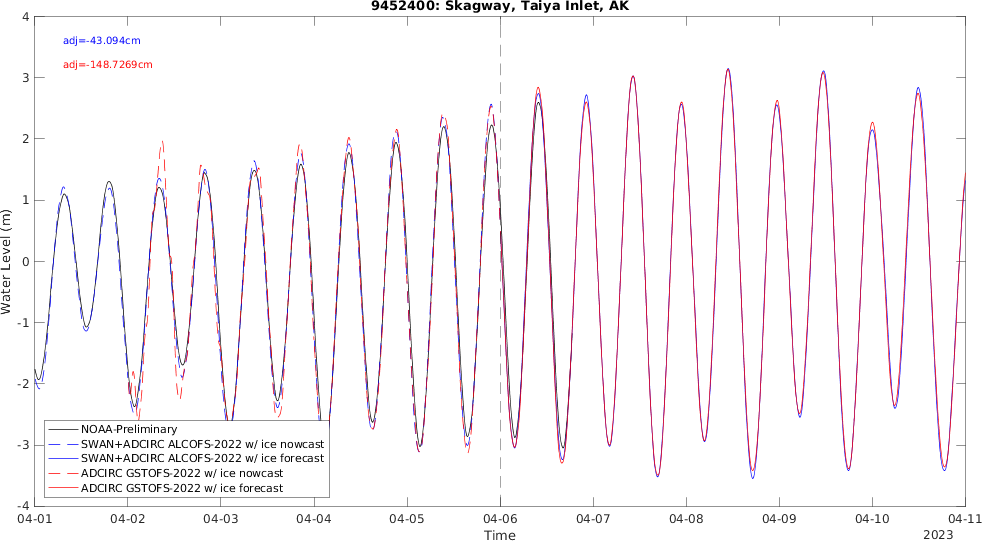 9452400: Skagway, Taiya Inlet, AK
4
adj=-43.094cm
adj=-148.7269cm
3
2
1
0
Water Level (m)
-1
-2
-3
-4
NOAA-Preliminary
SWAN+ADCIRC ALCOFS-2022 w/ ice nowcast
SWAN+ADCIRC ALCOFS-2022 w/ ice forecast
ADCIRC GSTOFS-2022 w/ ice nowcast
ADCIRC GSTOFS-2022 w/ ice forecast
04-01 04-02 04-03 04-04 04-05 04-06 04-07 04-08 04-09 04-10 04-11
Time
2023